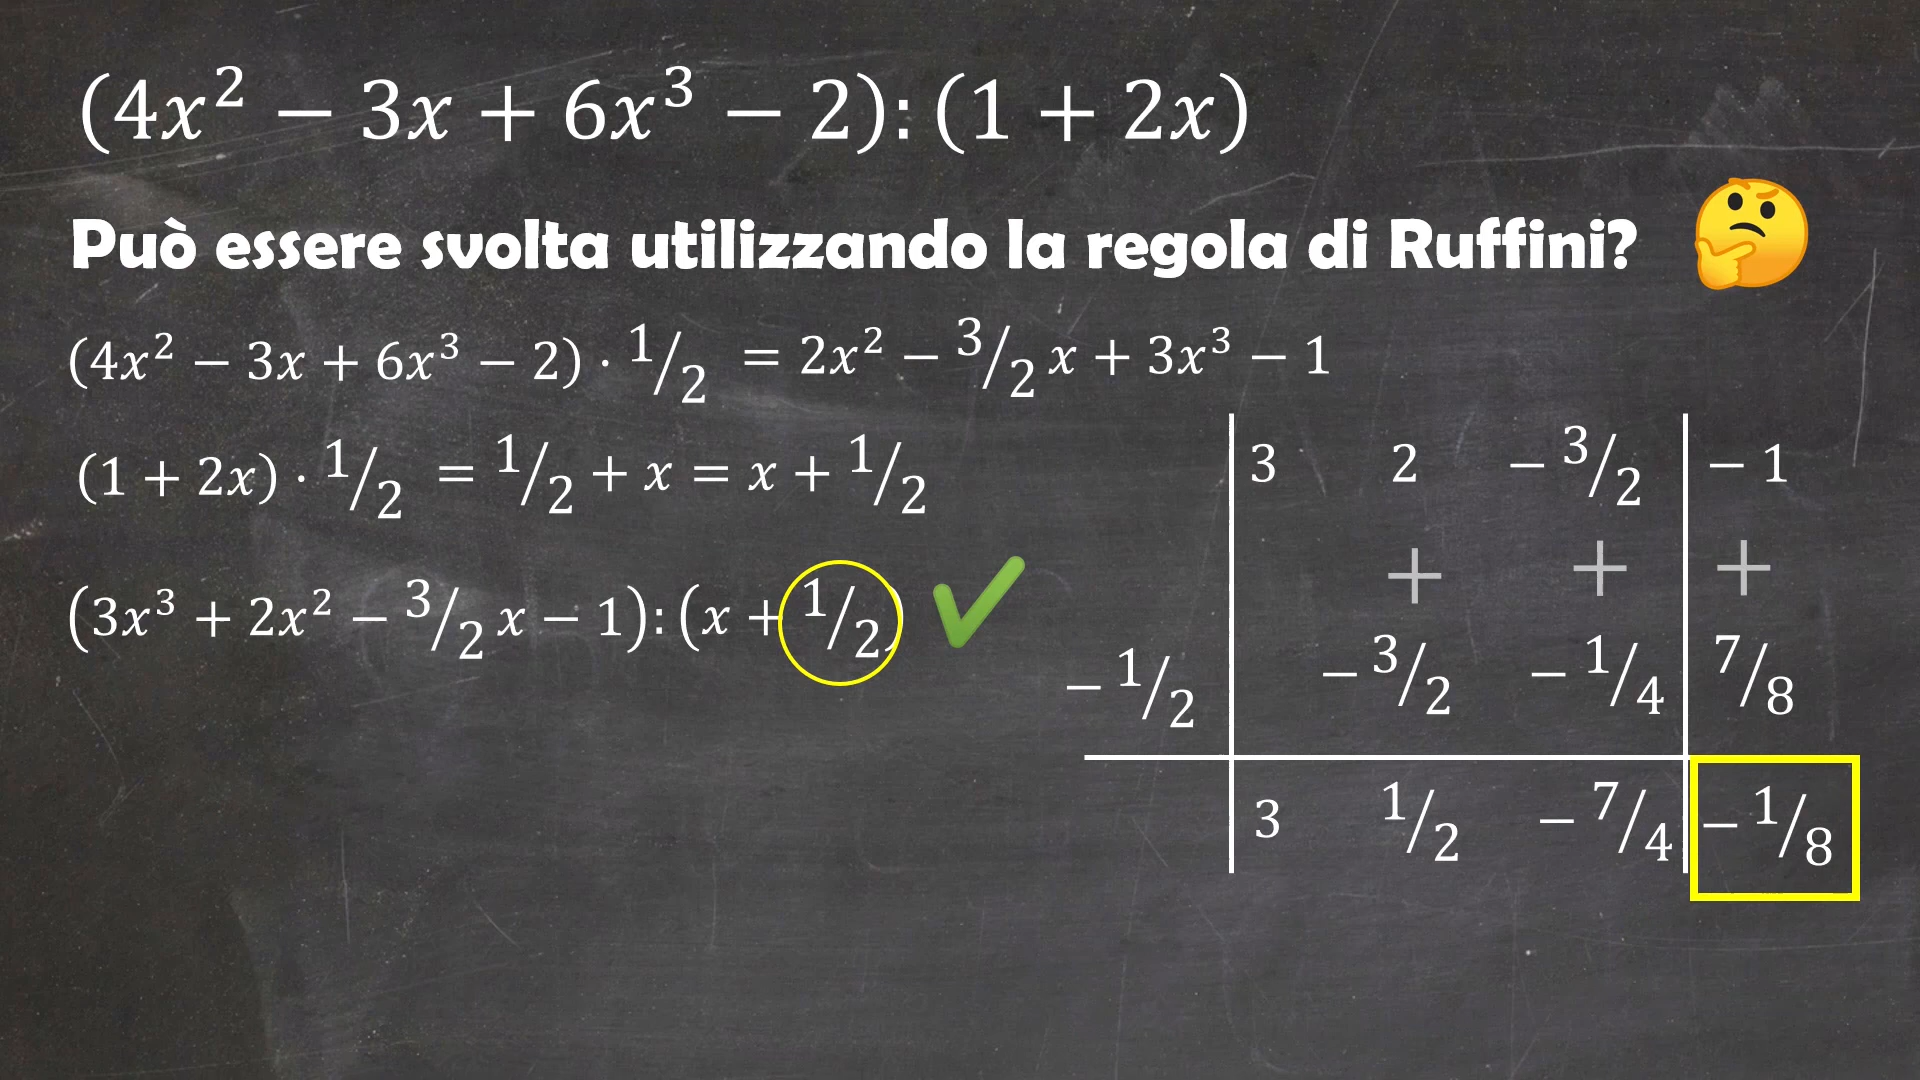 (4x² − 3x + 6x³ − 2): (1 + 2x)
Può essere svolta utilizzando la regola di Ruffini?
(4x² − 3x + 6x³ − 2) · 1/2 = 2x² − 3/2 x + 3x³ − 1
(1 + 2x) · 1/2 = 1/2 + x = x + 1/2
(3x³ + 2x² − 3/2 x − 1): (x + 1/2)
3 2 − 3/2 − 1
+ + +
− 1/2 − 3/2 − 1/4 7/8
3 1/2 − 7/4 − 1/8